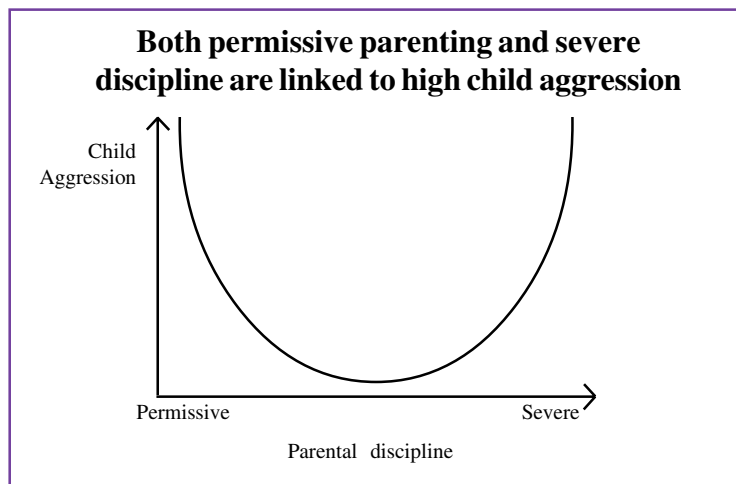 Both permissive parenting and severe
discipline are linked to high child aggression
Child
Aggression
Permissive
Severe
Parental discipline